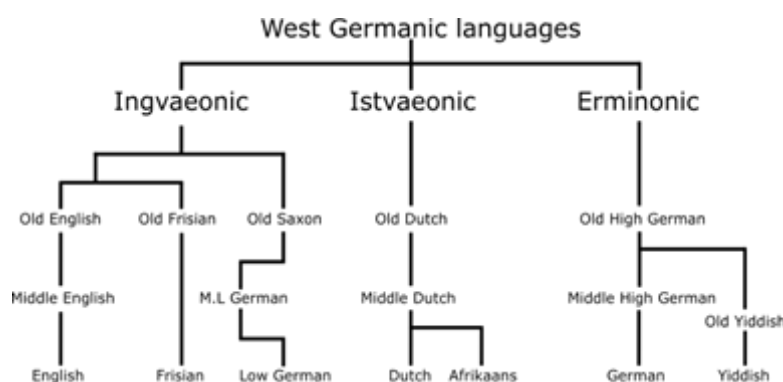 West Germanic languages
Ingvaeonic Istvaeonic Erminonic
Old English Old Frisian Old Saxon Old Dutch Old High German
Middle English M.L German Middle Dutch Middle High German
Old Yiddish
English Frisian Low German Dutch Afrikaans German Yiddish